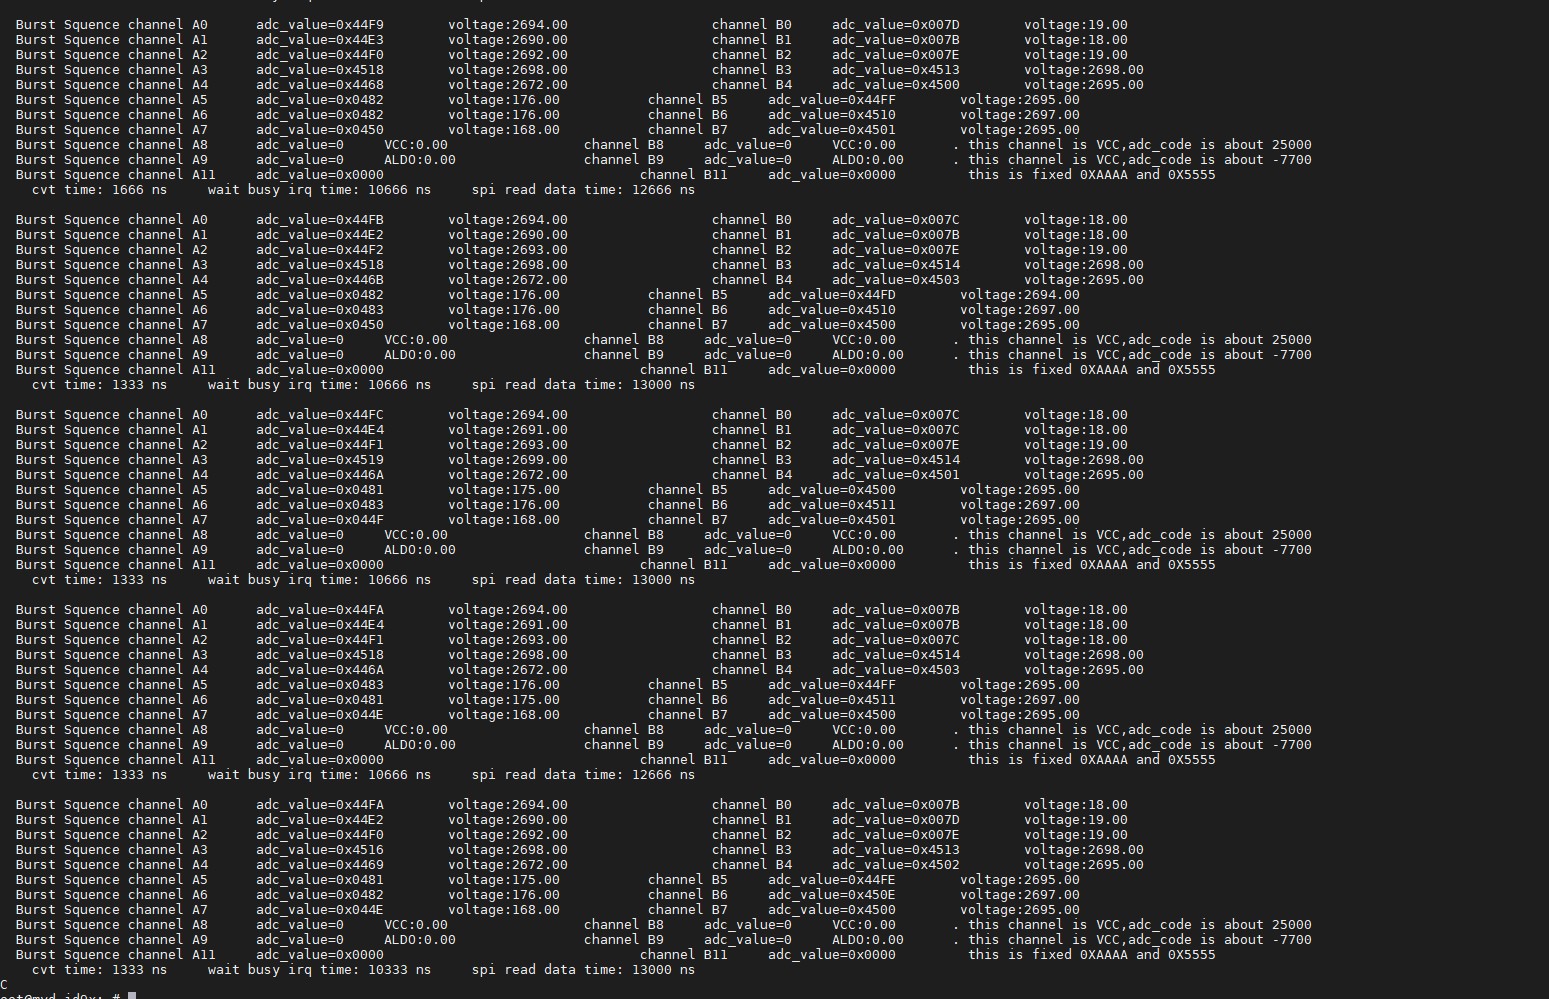 Burst Squence channel A0 adc_value=0x44F9 voltage:2694.00 channel B0 adc_value=0x007D voltage:19.00
Burst Squence channel A1 adc_value=0x44E3 voltage:2690.00 channel B1 adc_value=0x007B voltage:18.00
Burst Squence channel A2 adc_value=0x44F0 voltage:2692.00 channel B2 adc_value=0x007E voltage:19.00
Burst Squence channel A3 adc_value=0x4518 voltage:2698.00 channel B3 adc_value=0x4513 voltage:2698.00
Burst Squence channel A4 adc_value=0x4468 voltage:2672.00 channel B4 adc_value=0x4500 voltage:2695.00
Burst Squence channel A5 adc_value=0x0482 voltage:176.00 channel B5 adc_value=0x44FF voltage:2695.00
Burst Squence channel A6 adc_value=0x0482 voltage:176.00 channel B6 adc_value=0x4510 voltage:2697.00
Burst Squence channel A7 adc_value=0x0450 voltage:168.00 channel B7 adc_value=0x4501 voltage:2695.00
Burst Squence channel A8 adc_value=0 VCC:0.00 channel B8 adc_value=0 VCC:0.00 . this channel is VCC,adc_code is about 25000
Burst Squence channel A9 adc_value=0 ALDO:0.00 channel B9 adc_value=0 ALDO:0.00 . this channel is VCC,adc_code is about -7700
Burst Squence channel A11 adc_value=0x0000 channel B11 adc_value=0x0000 this is fixed 0XAAAA and 0X5555
cvt time: 1666 ns wait busy irq time: 10666 ns spi read data time: 12666 ns
Burst Squence channel A0 adc_value=0x44FB voltage:2694.00 channel B0 adc_value=0x007C voltage:18.00
Burst Squence channel A1 adc_value=0x44E2 voltage:2690.00 channel B1 adc_value=0x007B voltage:18.00
Burst Squence channel A2 adc_value=0x44F2 voltage:2693.00 channel B2 adc_value=0x007E voltage:19.00
Burst Squence channel A3 adc_value=0x4518 voltage:2698.00 channel B3 adc_value=0x4514 voltage:2698.00
Burst Squence channel A4 adc_value=0x446B voltage:2672.00 channel B4 adc_value=0x4503 voltage:2695.00
Burst Squence channel A5 adc_value=0x0482 voltage:176.00 channel B5 adc_value=0x44FD voltage:2694.00
Burst Squence channel A6 adc_value=0x0483 voltage:176.00 channel B6 adc_value=0x4510 voltage:2697.00
Burst Squence channel A7 adc_value=0x0450 voltage:168.00 channel B7 adc_value=0x4500 voltage:2695.00
Burst Squence channel A8 adc_value=0 VCC:0.00 channel B8 adc_value=0 VCC:0.00 . this channel is VCC,adc_code is about 25000
Burst Squence channel A9 adc_value=0 ALDO:0.00 channel B9 adc_value=0 ALDO:0.00 . this channel is VCC,adc_code is about -7700
Burst Squence channel A11 adc_value=0x0000 channel B11 adc_value=0x0000 this is fixed 0XAAAA and 0X5555
cvt time: 1333 ns wait busy irq time: 10666 ns spi read data time: 13000 ns
Burst Squence channel A0 adc_value=0x44FC voltage:2694.00 channel B0 adc_value=0x007C voltage:18.00
Burst Squence channel A1 adc_value=0x44E4 voltage:2691.00 channel B1 adc_value=0x007C voltage:18.00
Burst Squence channel A2 adc_value=0x44F1 voltage:2693.00 channel B2 adc_value=0x007E voltage:19.00
Burst Squence channel A3 adc_value=0x4519 voltage:2699.00 channel B3 adc_value=0x4514 voltage:2698.00
Burst Squence channel A4 adc_value=0x446A voltage:2672.00 channel B4 adc_value=0x4501 voltage:2695.00
Burst Squence channel A5 adc_value=0x0481 voltage:175.00 channel B5 adc_value=0x4500 voltage:2695.00
Burst Squence channel A6 adc_value=0x0483 voltage:176.00 channel B6 adc_value=0x4511 voltage:2697.00
Burst Squence channel A7 adc_value=0x044F voltage:168.00 channel B7 adc_value=0x4501 voltage:2695.00
Burst Squence channel A8 adc_value=0 VCC:0.00 channel B8 adc_value=0 VCC:0.00 . this channel is VCC,adc_code is about 25000
Burst Squence channel A9 adc_value=0 ALDO:0.00 channel B9 adc_value=0 ALDO:0.00 . this channel is VCC,adc_code is about -7700
Burst Squence channel A11 adc_value=0x0000 channel B11 adc_value=0x0000 this is fixed 0XAAAA and 0X5555
cvt time: 1333 ns wait busy irq time: 10666 ns spi read data time: 13000 ns
Burst Squence channel A0 adc_value=0x44FA voltage:2694.00 channel B0 adc_value=0x007B voltage:18.00
Burst Squence channel A1 adc_value=0x44E4 voltage:2691.00 channel B1 adc_value=0x007B voltage:18.00
Burst Squence channel A2 adc_value=0x44F1 voltage:2693.00 channel B2 adc_value=0x007C voltage:18.00
Burst Squence channel A3 adc_value=0x4518 voltage:2698.00 channel B3 adc_value=0x4514 voltage:2698.00
Burst Squence channel A4 adc_value=0x446A voltage:2672.00 channel B4 adc_value=0x4503 voltage:2695.00
Burst Squence channel A5 adc_value=0x0483 voltage:176.00 channel B5 adc_value=0x44FF voltage:2695.00
Burst Squence channel A6 adc_value=0x0481 voltage:175.00 channel B6 adc_value=0x4511 voltage:2697.00
Burst Squence channel A7 adc_value=0x044E voltage:168.00 channel B7 adc_value=0x4500 voltage:2695.00
Burst Squence channel A8 adc_value=0 VCC:0.00 channel B8 adc_value=0 VCC:0.00 . this channel is VCC,adc_code is about 25000
Burst Squence channel A9 adc_value=0 ALDO:0.00 channel B9 adc_value=0 ALDO:0.00 . this channel is VCC,adc_code is about -7700
Burst Squence channel A11 adc_value=0x0000 channel B11 adc_value=0x0000 this is fixed 0XAAAA and 0X5555
cvt time: 1333 ns wait busy irq time: 10666 ns spi read data time: 12666 ns
Burst Squence channel A0 adc_value=0x44FA voltage:2694.00 channel B0 adc_value=0x007B voltage:18.00
Burst Squence channel A1 adc_value=0x44E2 voltage:2690.00 channel B1 adc_value=0x007D voltage:19.00
Burst Squence channel A2 adc_value=0x44F0 voltage:2692.00 channel B2 adc_value=0x007E voltage:19.00
Burst Squence channel A3 adc_value=0x4516 voltage:2698.00 channel B3 adc_value=0x4513 voltage:2698.00
Burst Squence channel A4 adc_value=0x4469 voltage:2672.00 channel B4 adc_value=0x4502 voltage:2695.00
Burst Squence channel A5 adc_value=0x0481 voltage:175.00 channel B5 adc_value=0x44FE voltage:2695.00
Burst Squence channel A6 adc_value=0x0482 voltage:176.00 channel B6 adc_value=0x450E voltage:2697.00
Burst Squence channel A7 adc_value=0x044E voltage:168.00 channel B7 adc_value=0x4500 voltage:2695.00
Burst Squence channel A8 adc_value=0 VCC:0.00 channel B8 adc_value=0 VCC:0.00 . this channel is VCC,adc_code is about 25000
Burst Squence channel A9 adc_value=0 ALDO:0.00 channel B9 adc_value=0 ALDO:0.00 . this channel is VCC,adc_code is about -7700
Burst Squence channel A11 adc_value=0x0000 channel B11 adc_value=0x0000 this is fixed 0XAAAA and 0X5555
cvt time: 1333 ns wait busy irq time: 10333 ns spi read data time: 13000 ns
C